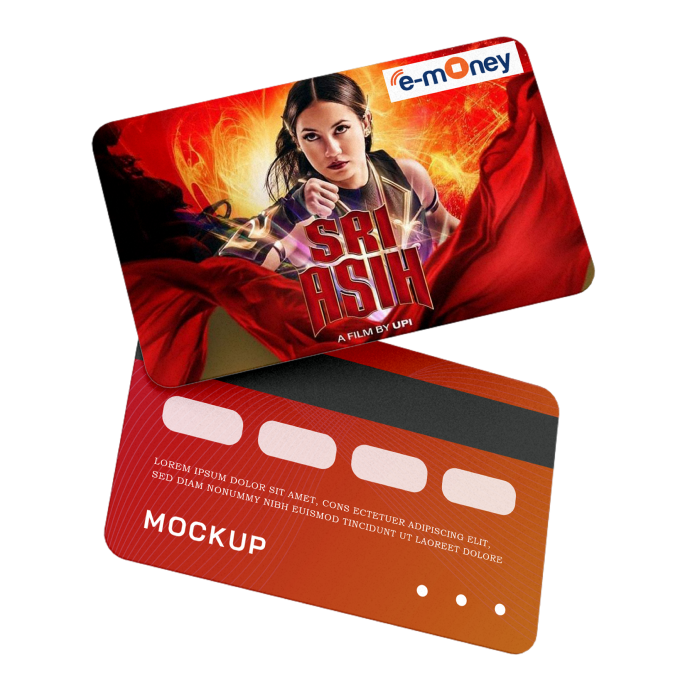 e-money
SRI
ASIH
A FILM BY UPI
LOREM IPSUM DOLOR SIT AMET, CONS ECTETUER ADIPISCING ELIT,
SED DIAM NONUMMY NIBH EUISMOD TINCIDUNT UT LAOREET DOLORE
MOCKUP